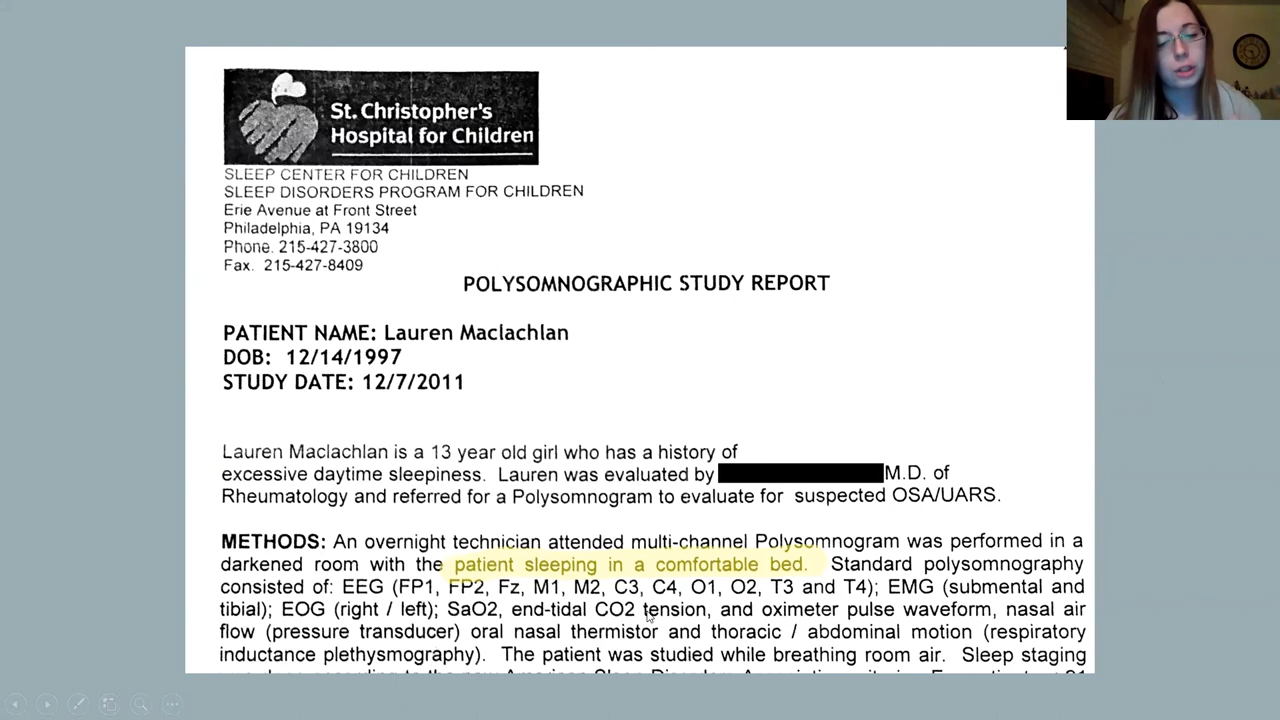 St. Christopher's
Hospital for Children
SLEEP CENTER FOR CHILDREN
SLEEP DISORDERS PROGRAM FOR CHILDREN
Erie Avenue at Front Street
Philadelphia, PA 19134
Phone. 215-427-3800
Fax. 215-427-8409
POLYSOMNOGRAPHIC STUDY REPORT
PATIENT NAME: Lauren Maclachlan
DOB: 12/14/1997
STUDY DATE: 12/7/2011
Lauren Maclachlan is a 13 year old girl who has a history of
excessive daytime sleepiness. Lauren was evaluated by M.D. of
Rheumatology and referred for a Polysomnogram to evaluate for suspected OSA/UARS.
METHODS: An overnight technician attended multi-channel Polysomnogram was performed in a
darkened room with the patient sleeping in a comfortable bed. Standard polysomnography
consisted of: EEG (FP1, FP2, Fz, M1, M2, C3, C4, O1, O2, T3 and T4); EMG (submental and
tibial); EOG (right / left); SaO2, end-tidal CO2 tension, and oximeter pulse waveform, nasal air
flow (pressure transducer) oral nasal thermistor and thoracic / abdominal motion (respiratory
inductance plethysmography). The patient was studied while breathing room air. Sleep staging